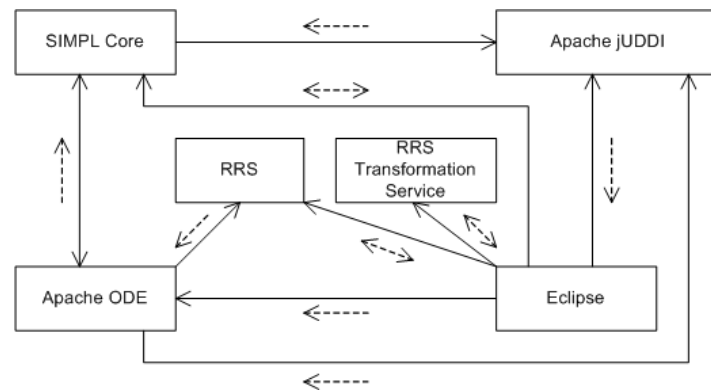 SIMPL Core
Apache jUDDI
RRS
RRS
Transformation
Service
Apache ODE
Eclipse